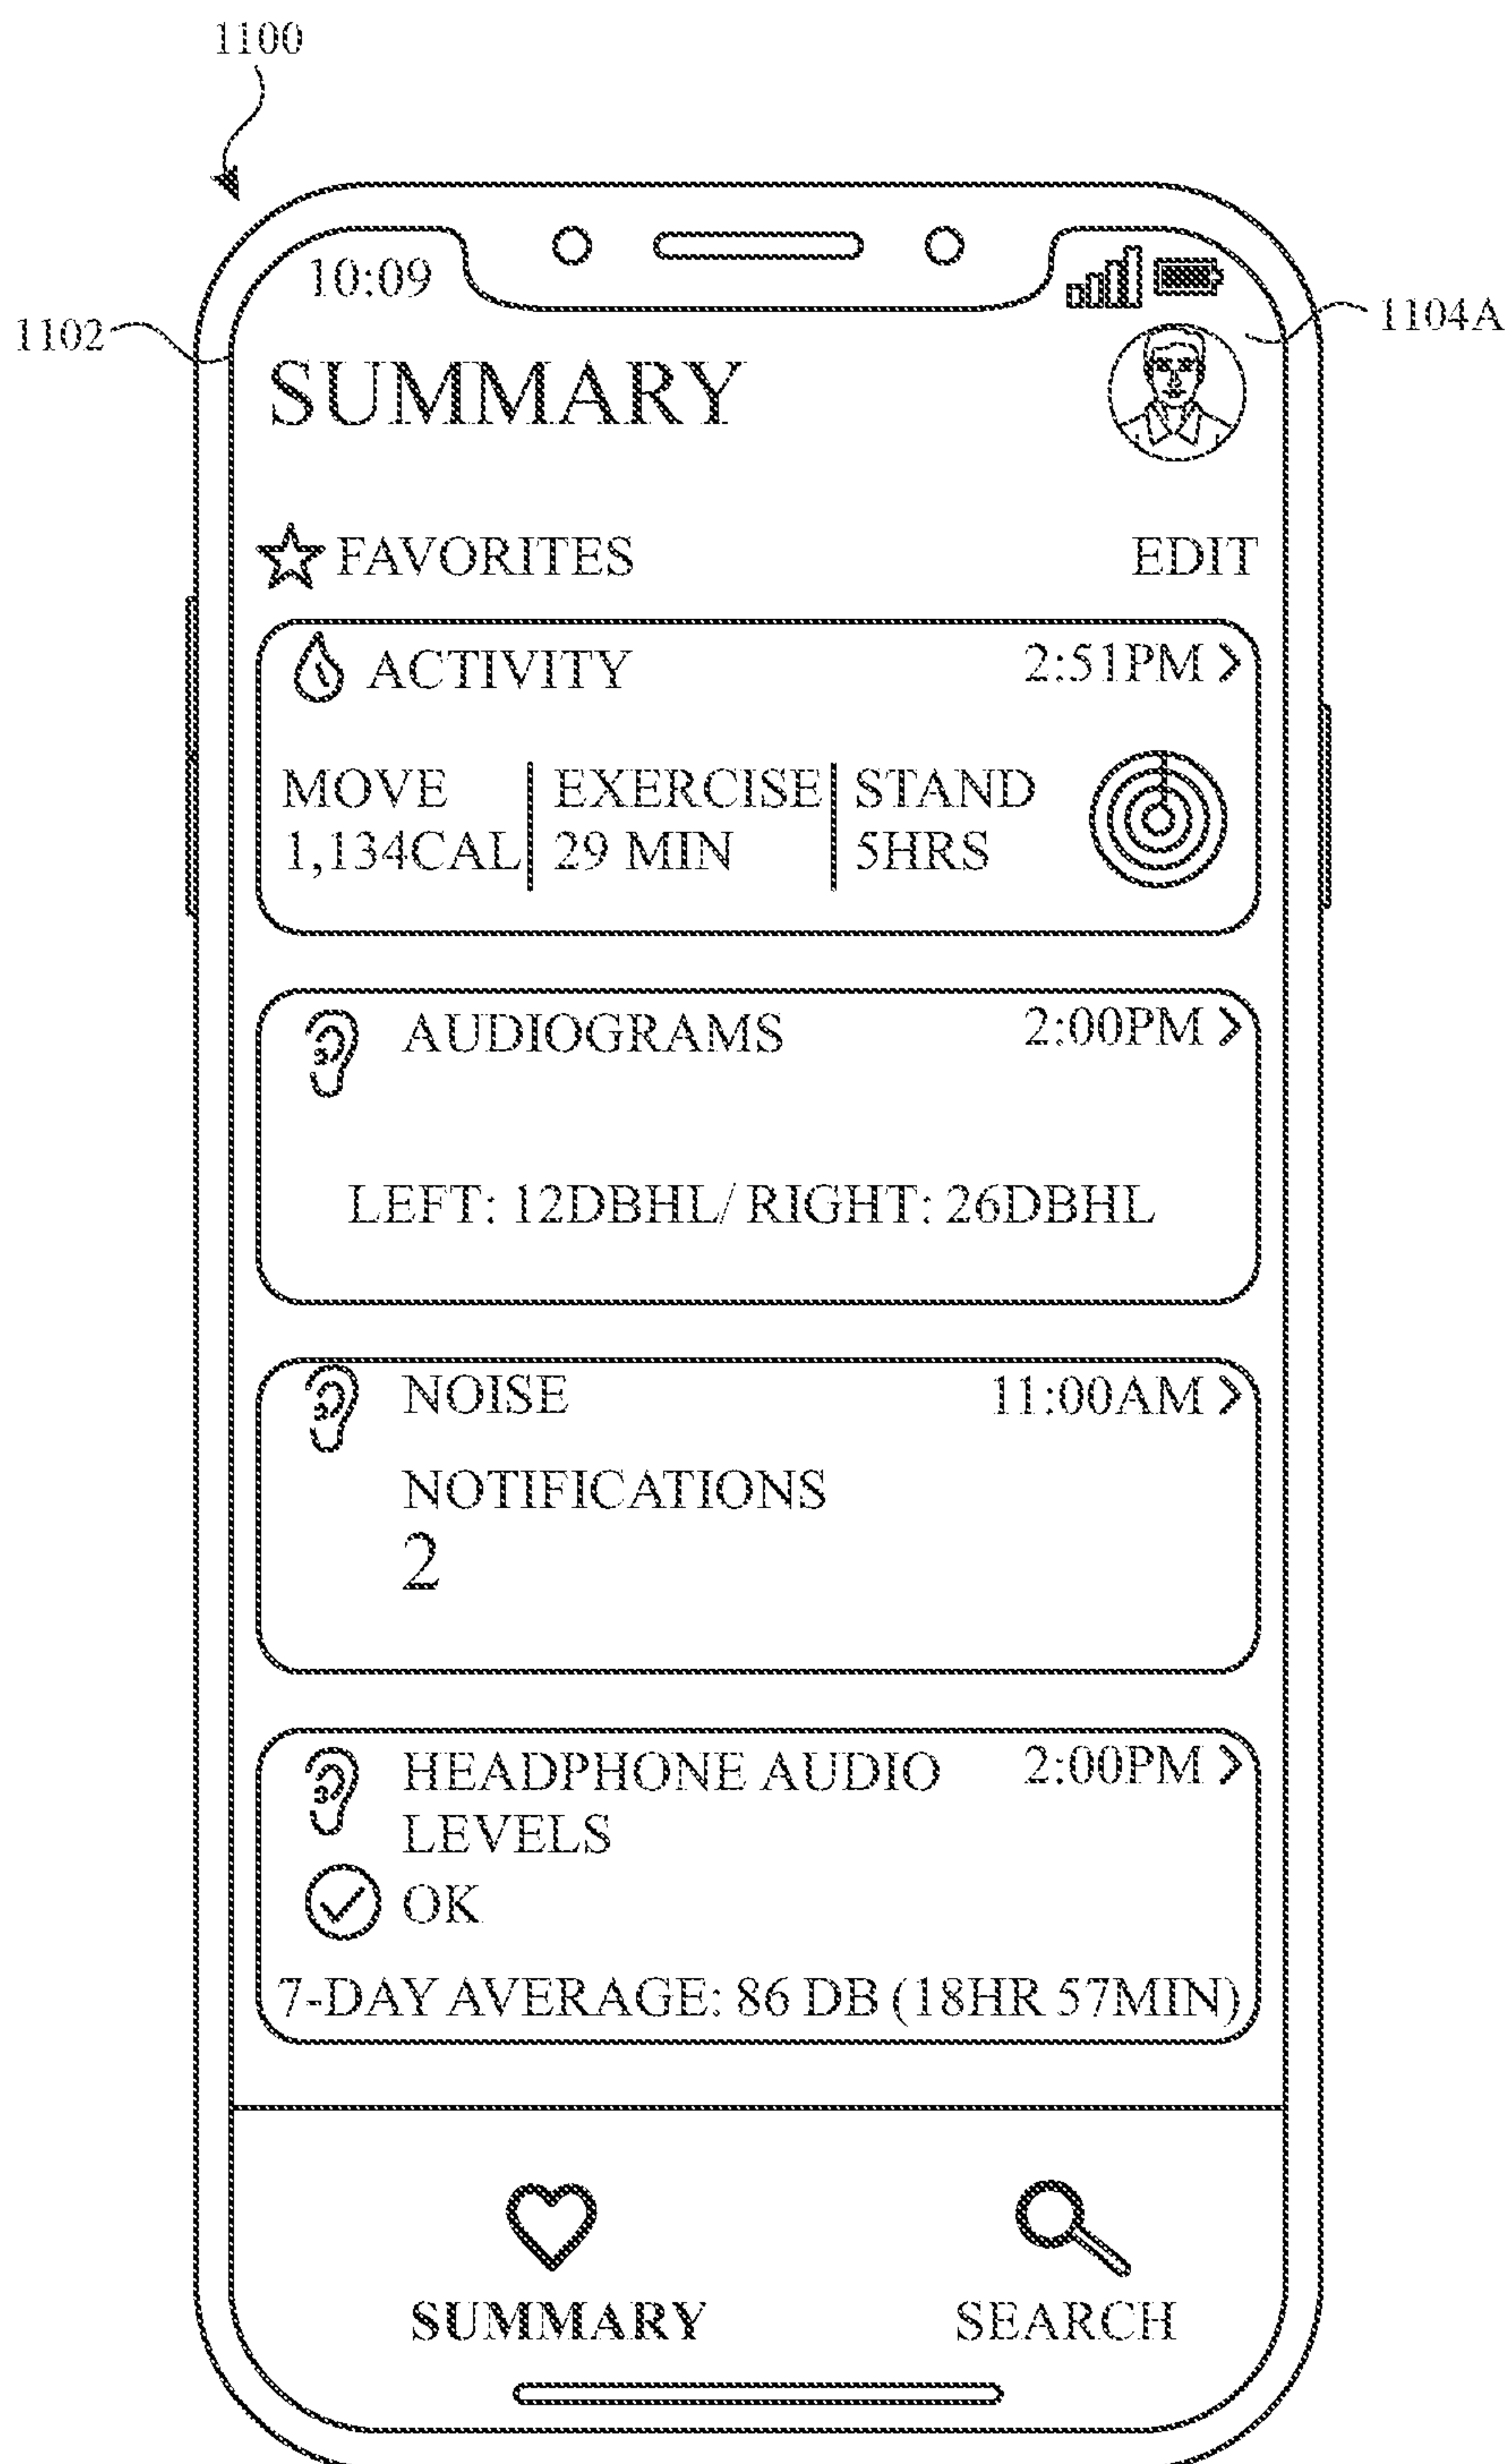 1100
10:09
1102
1104A
SUMMARY
FAVORITES EDIT
ACTIVITY 2:51PM >
MOVE EXERCISE STAND
1,134CAL 29 MIN 5HRS
AUDIOGRAMS 2:00PM >
LEFT: 12DBHL/ RIGHT: 26DBHL
NOISE 11:00AM >
NOTIFICATIONS
2
HEADPHONE AUDIO 2:00PM >
LEVELS
OK
7-DAY AVERAGE: 86 DB (18HR 57MIN)
SUMMARY SEARCH